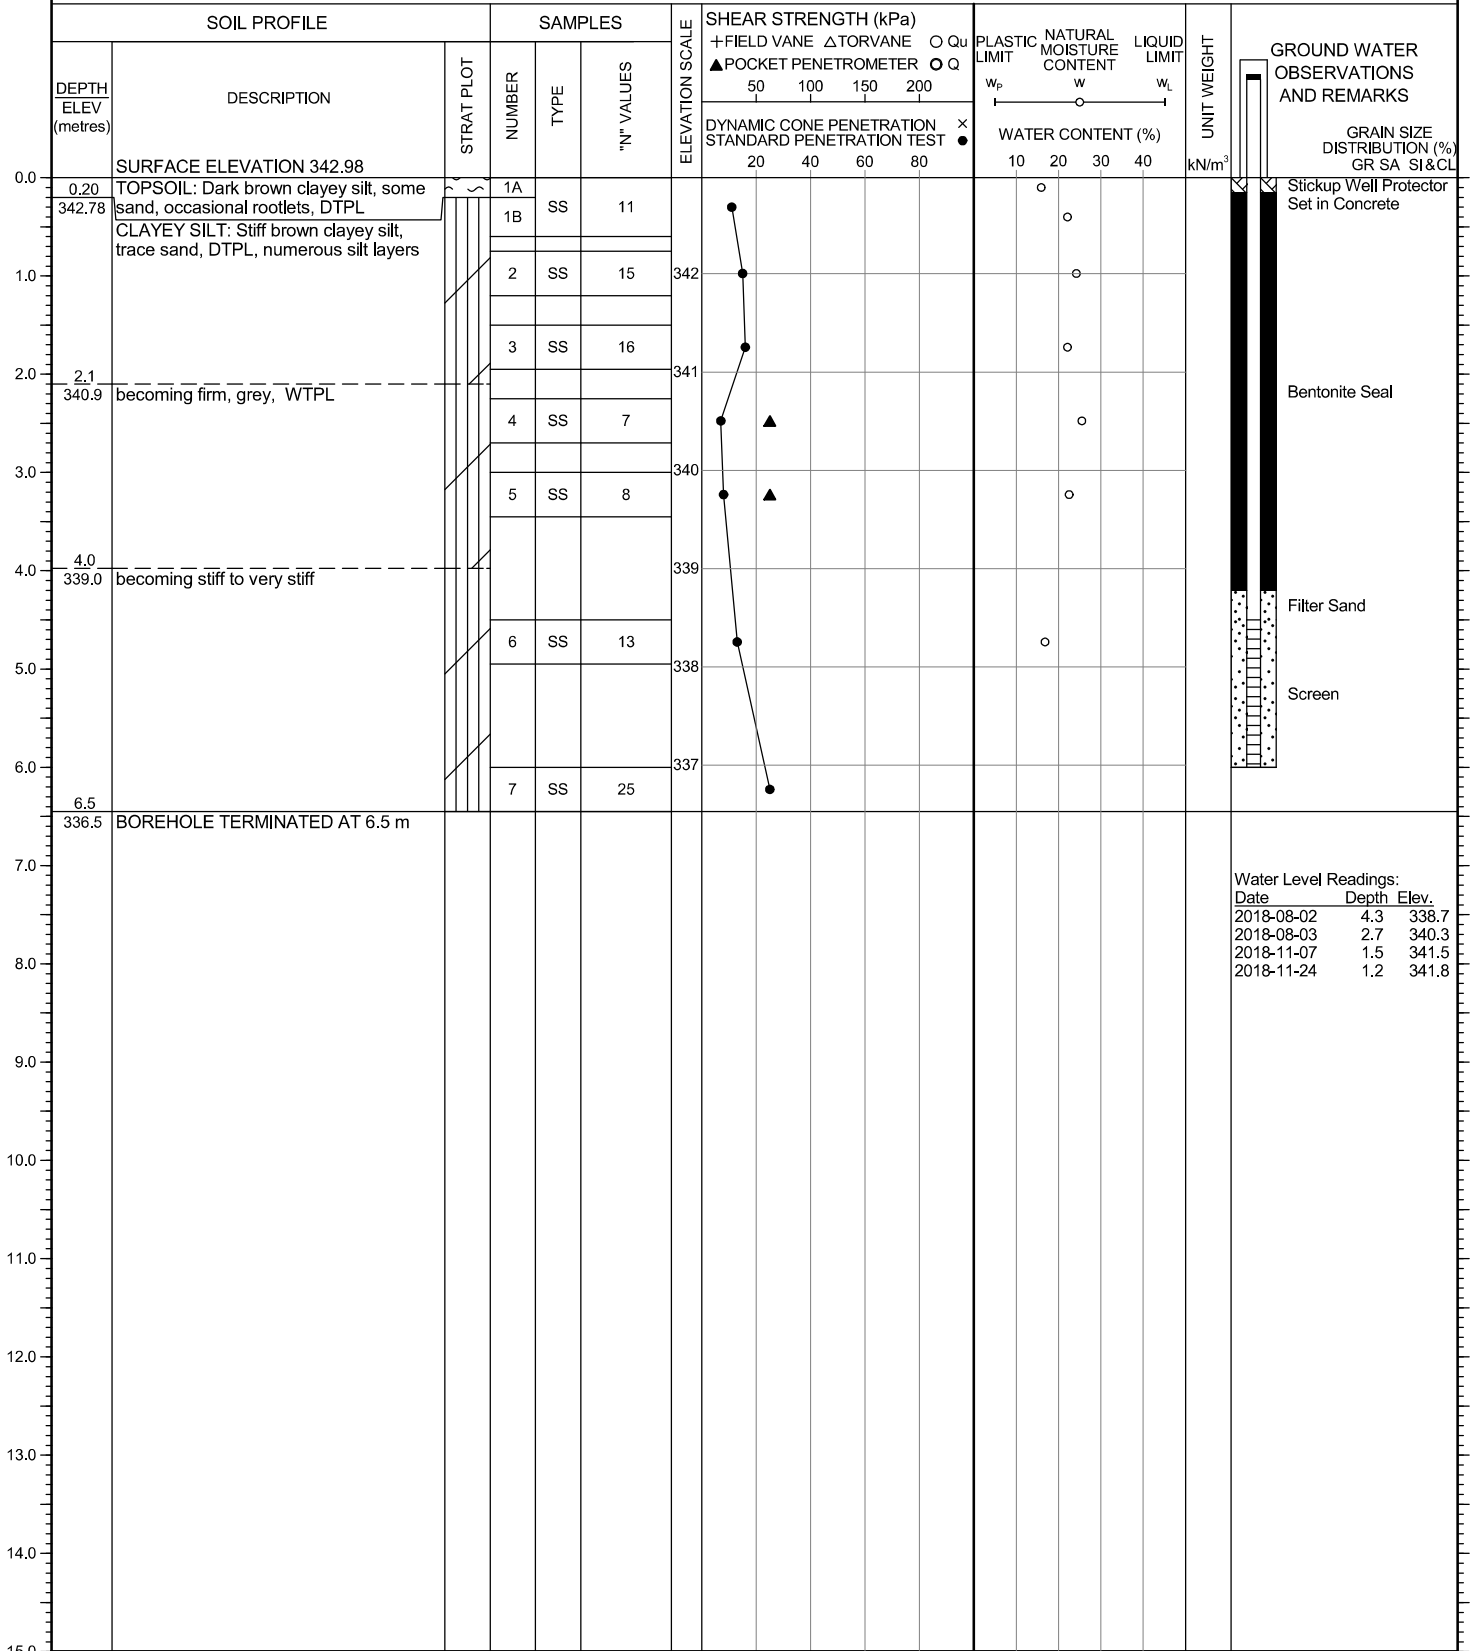 SOIL PROFILE
SAMPLES
DEPTH
ELEV
(metres)
DESCRIPTION
STRAT PLOT
NUMBER
TYPE
"N" VALUES
ELEVATION SCALE
SHEAR STRENGTH (kPa)
+FIELD VANE △TORVANE ○ Qu
▲POCKET PENETROMETER O Q
50 100 150 200
DYNAMIC CONE PENETRATION ×
STANDARD PENETRATION TEST ●
20 40 60 80
PLASTIC LIMIT
NATURAL MOISTURE CONTENT
LIQUID LIMIT
WP W WL
WATER CONTENT (%)
10 20 30 40
UNIT WEIGHT
kN/m³
GROUND WATER
OBSERVATIONS
AND REMARKS
GRAIN SIZE
DISTRIBUTION (%)
GR SA SI&CL
SURFACE ELEVATION 342.98
0.0
0.20
342.78
TOPSOIL: Dark brown clayey silt, some
sand, occasional rootlets, DTPL
CLAYEY SILT: Stiff brown clayey silt,
trace sand, DTPL, numerous silt layers
1A
1B
SS 11
Stickup Well Protector
Set in Concrete
1.0
2 SS 15
342
3 SS 16
341
2.0
2.1
340.9 becoming firm, grey, WTPL
Bentonite Seal
4 SS 7
340
3.0
5 SS 8
339
4.0
4.0
339.0 becoming stiff to very stiff
Filter Sand
6 SS 13
338
5.0
Screen
337
6.0
7 SS 25
6.5
336.5 BOREHOLE TERMINATED AT 6.5 m
7.0
Water Level Readings:
Date Depth Elev.
2018-08-02 4.3 338.7
2018-08-03 2.7 340.3
2018-11-07 1.5 341.5
2018-11-24 1.2 341.8
8.0
9.0
10.0
11.0
12.0
13.0
14.0
15.0